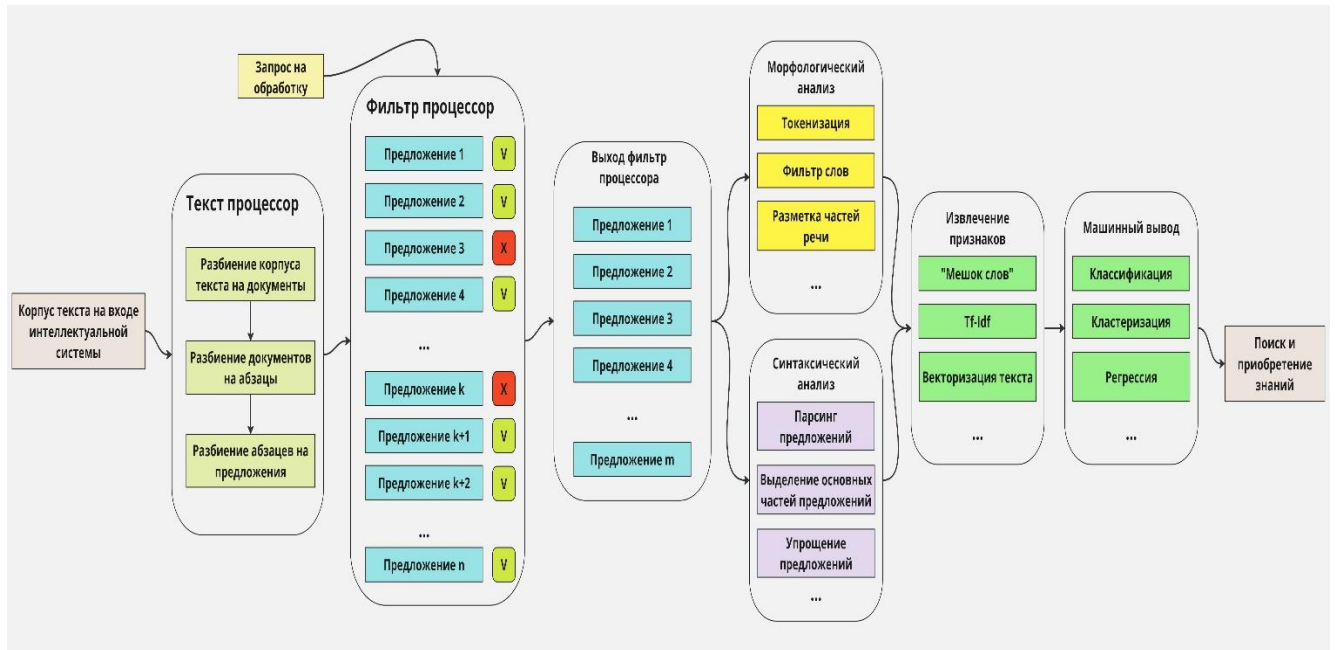 Корпус текста на входе
интеллектуальной
системы
Текст процессор
Разбиение корпуса
текста на документы
Разбиение документов
на абзацы
Разбиение абзацев на
предложения
Запрос на
обработку
Фильтр процессор
Предложение 1
V
Предложение 2
V
Предложение 3
X
Предложение 4
V
...
Предложение k
X
Предложение k+1
V
Предложение k+2
V
...
Предложение n
V
Выход фильтр
процессора
Предложение 1
Предложение 2
Предложение 3
Предложение 4
...
Предложение m
Морфологический
анализ
Токенизация
Фильтр слов
Разметка частей
речи
...
Синтаксический
анализ
Парсинг
предложений
Выделение основных
частей предложений
Упрощение
предложений
...
Извлечение
признаков
"Мешок слов"
Tf-Idf
Векторизация текста
...
Машинный вывод
Классификация
Кластеризация
Регрессия
...
Поиск и
приобретение
знаний